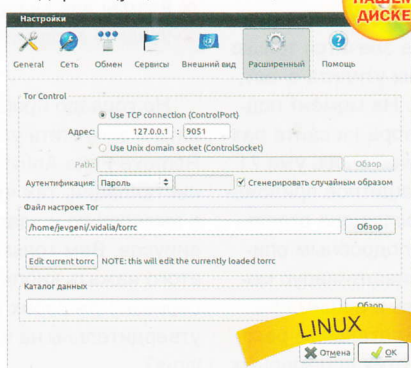 НАШЕМ
ДИСКЕ
Настройки
General Сеть Обмен Сервисы Внешний вид Расширенный Помощь
Tor Control
Use TCP connection (ControlPort)
Адрес: 127.0.0.1 : 9051
Use Unix domain socket (ControlSocket)
Path: Обзор
Аутентификация: Пароль Сгенерировать случайным образом
Файл настроек Tor
/home/jevgeni/.vidalia/torrc Обзор
Edit current torrc NOTE: this will edit the currently loaded torrc
Каталог данных
Обзор
LINUX
Отмена OK